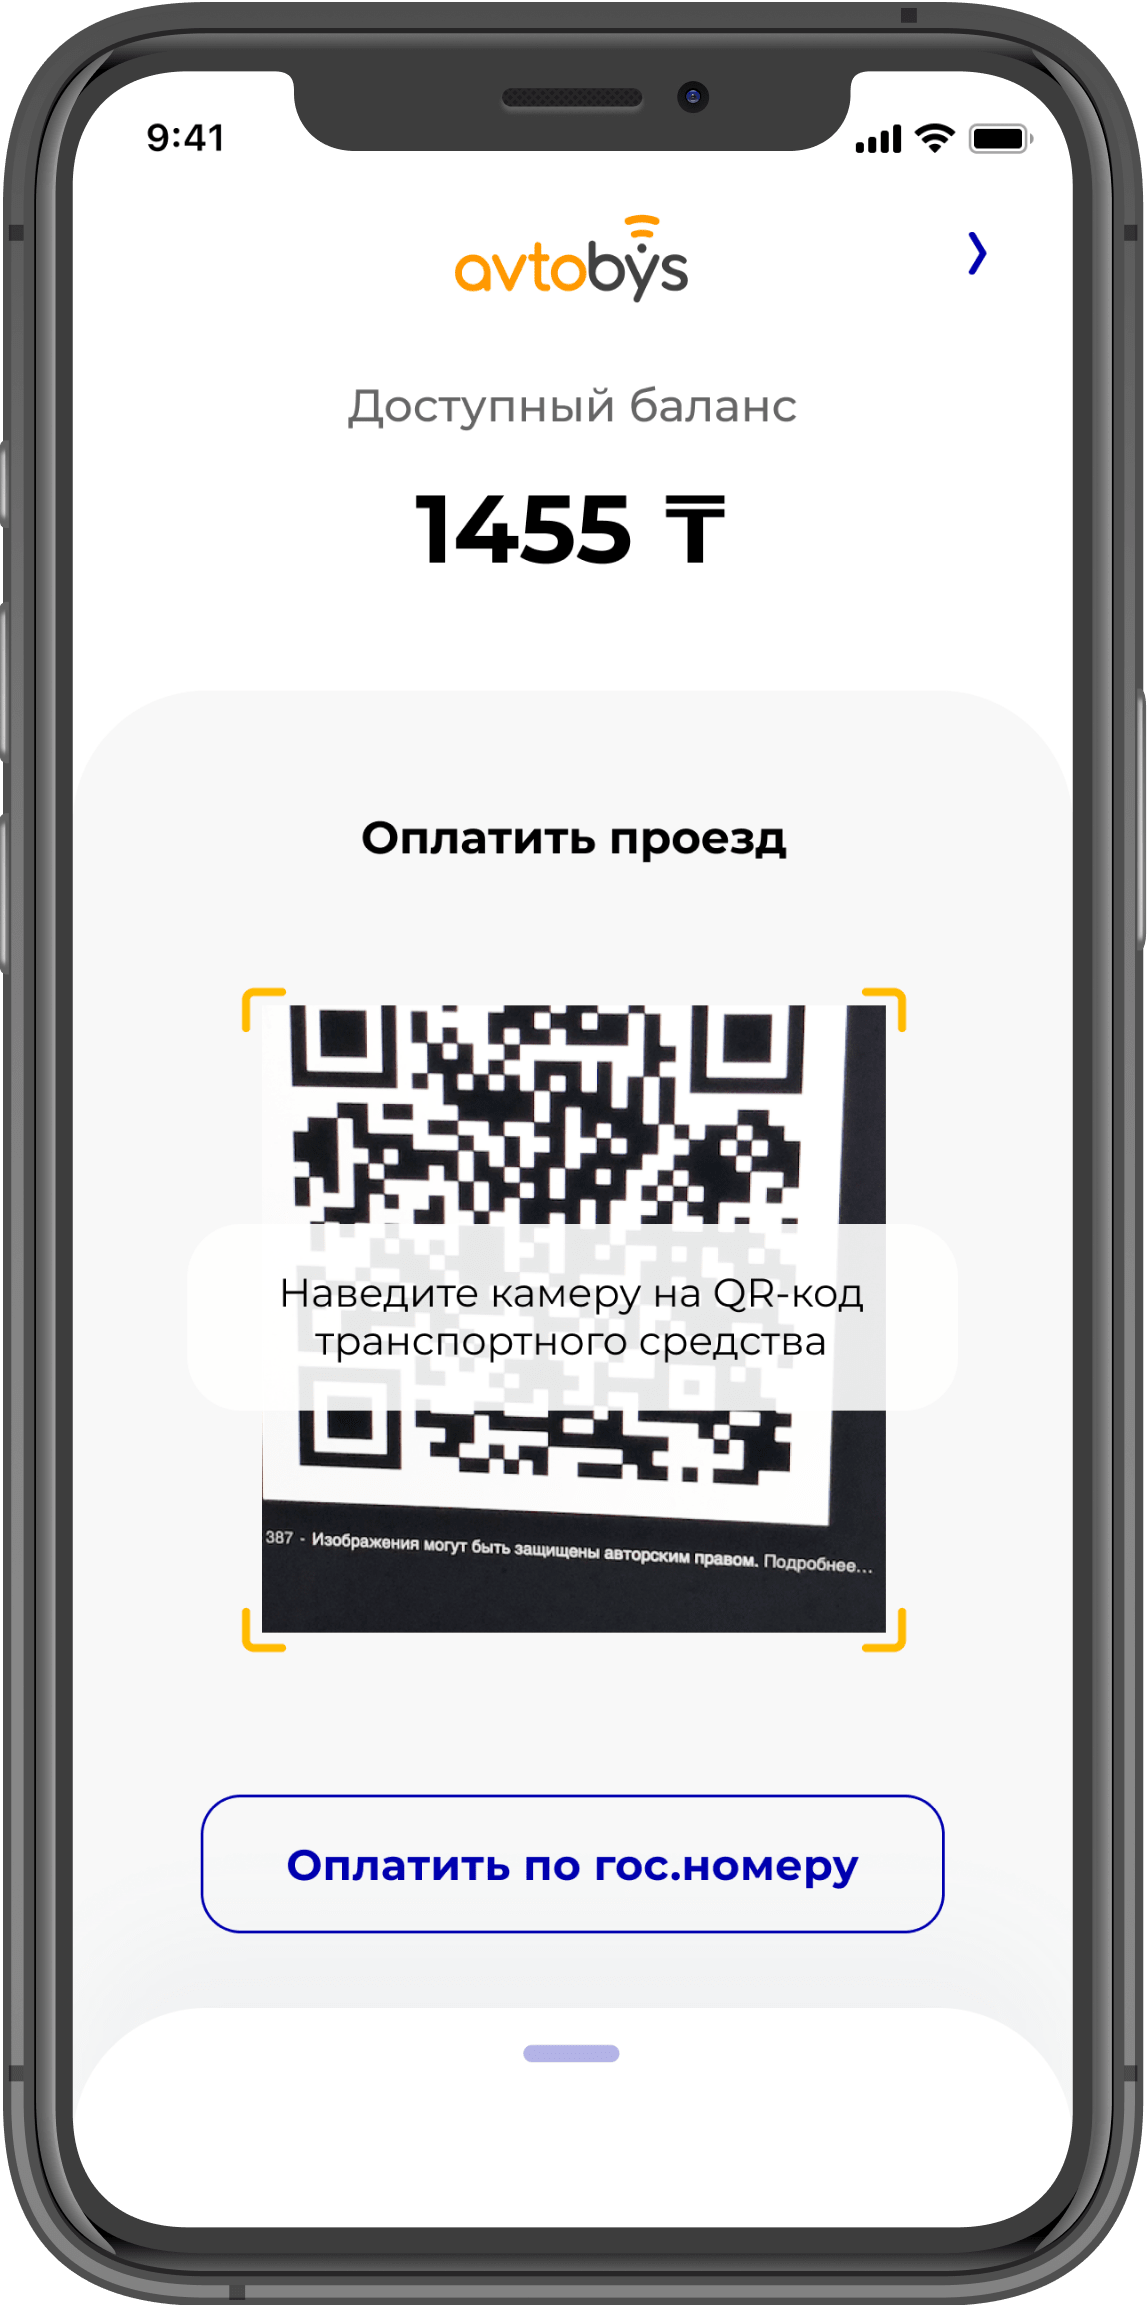 9:41
avtobys
Доступный баланс
1455 ₸
Оплатить проезд
Наведите камеру на QR-код
транспортного средства
387 - Изображения могут быть защищены авторским правом. Подробнее...
Оплатить по гос.номеру